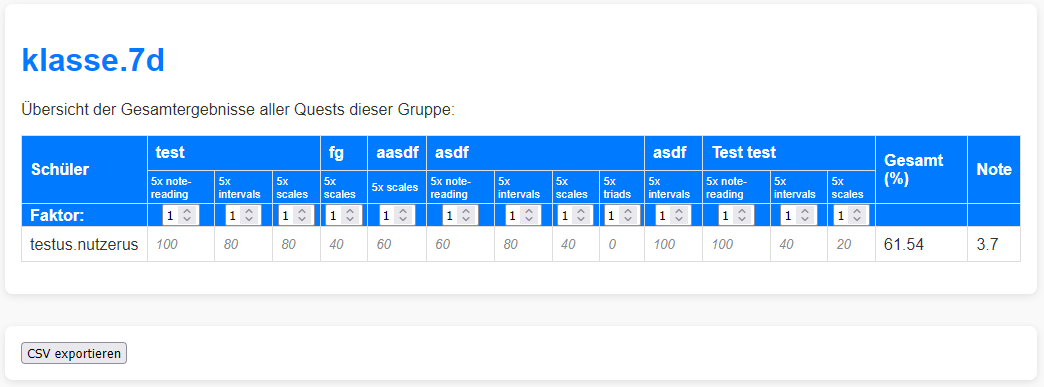 klasse.7d
Übersicht der Gesamtergebnisse aller Quests dieser Gruppe:
Schüler test fg aasdf asdf asdf Test test Gesamt (%) Note
5x note-reading 5x intervals 5x scales 5x scales 5x scales 5x note-reading 5x intervals 5x scales 5x triads 5x intervals 5x note-reading 5x intervals 5x scales
Faktor: 1 1 1 1 1 1 1 1 1 1 1 1 1
testus.nutzerus 100 80 80 40 60 60 80 40 0 100 100 40 20 61.54 3.7
CSV exportieren